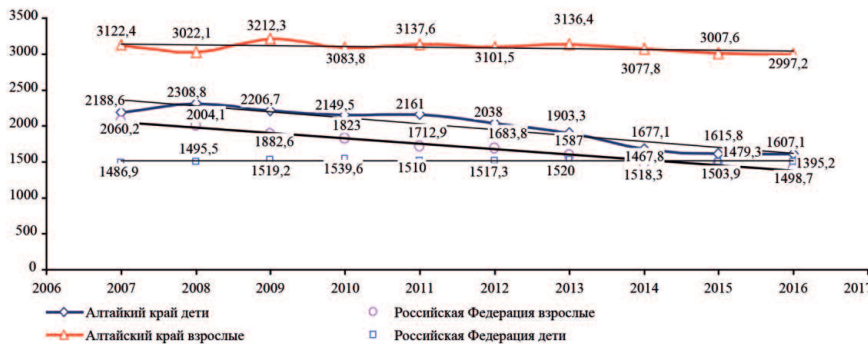 3500
3122,4 3022,1 3212,3 3137,6 3136,4 3007,6
3000
3083,8 3101,5 3077,8 2997,2
2500
2188,6 2308,8 2206,7 2149,5 2161 2038 1903,3
2004,1 1823 1677,1 1615,8 1607,1
2000
2060,2 1882,6 1712,9 1683,8 1587 1479,3
1500
1495,5 1467,8 1395,2
1486,9 1519,2 1539,6 1510 1517,3 1520 1518,3 1503,9 1498,7
1000
500
0
2006 2007 2008 2009 2010 2011 2012 2013 2014 2015 2016 2017
Алтайкий край дети Российская Федерация взрослые
Алтайский край взрослые Российская Федерация дети